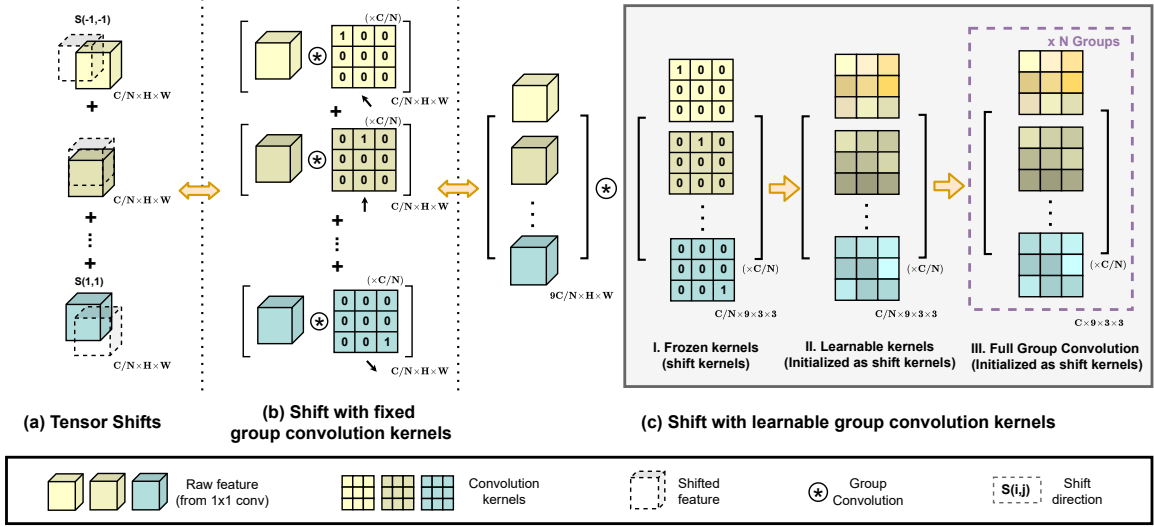 S(-1,-1)
C/N×H×W
+
C/N×H×W
+
+
S(1,1)
C/N×H×W
(a) Tensor Shifts
(×C/N)
1 0 0
0 0 0
0 0 0
C/N×H×W
+
(×C/N)
0 1 0
0 0 0
0 0 0
C/N×H×W
+
+
(×C/N)
0 0 0
0 0 0
0 0 1
C/N×H×W
(b) Shift with fixed
group convolution kernels
9C/N×H×W
1 0 0
0 0 0
0 0 0
0 1 0
0 0 0
0 0 0
0 0 0
0 0 0
0 0 1
(×C/N)
C/N×9×3×3
I. Frozen kernels
(shift kernels)
(×C/N)
C/N×9×3×3
II. Learnable kernels
(Initialized as shift kernels)
x N Groups
(×C/N)
C×9×3×3
III. Full Group Convolution
(Initialized as shift kernels)
(c) Shift with learnable group convolution kernels
Raw feature
(from 1x1 conv)
Convolution
kernels
Shifted
feature
Group
Convolution
S(i,j)
Shift
direction